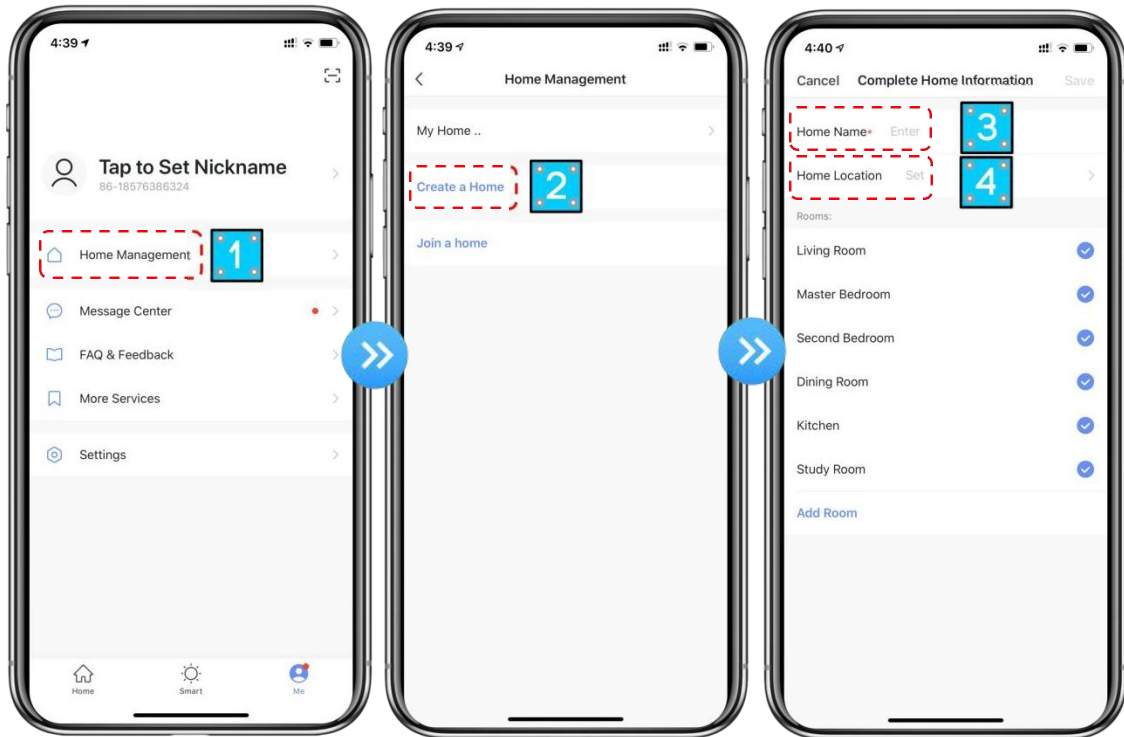 4:39
Tap to Set Nickname
86-18576386324
Home Management
1
Message Center
FAQ & Feedback
More Services
Settings
Home
Smart
Me
4:39
Home Management
My Home ..
Create a Home
2
Join a home
4:40
Cancel Complete Home Information Save
Home Name* Enter
3
Home Location Set
4
Rooms:
Living Room
Master Bedroom
Second Bedroom
Dining Room
Kitchen
Study Room
Add Room